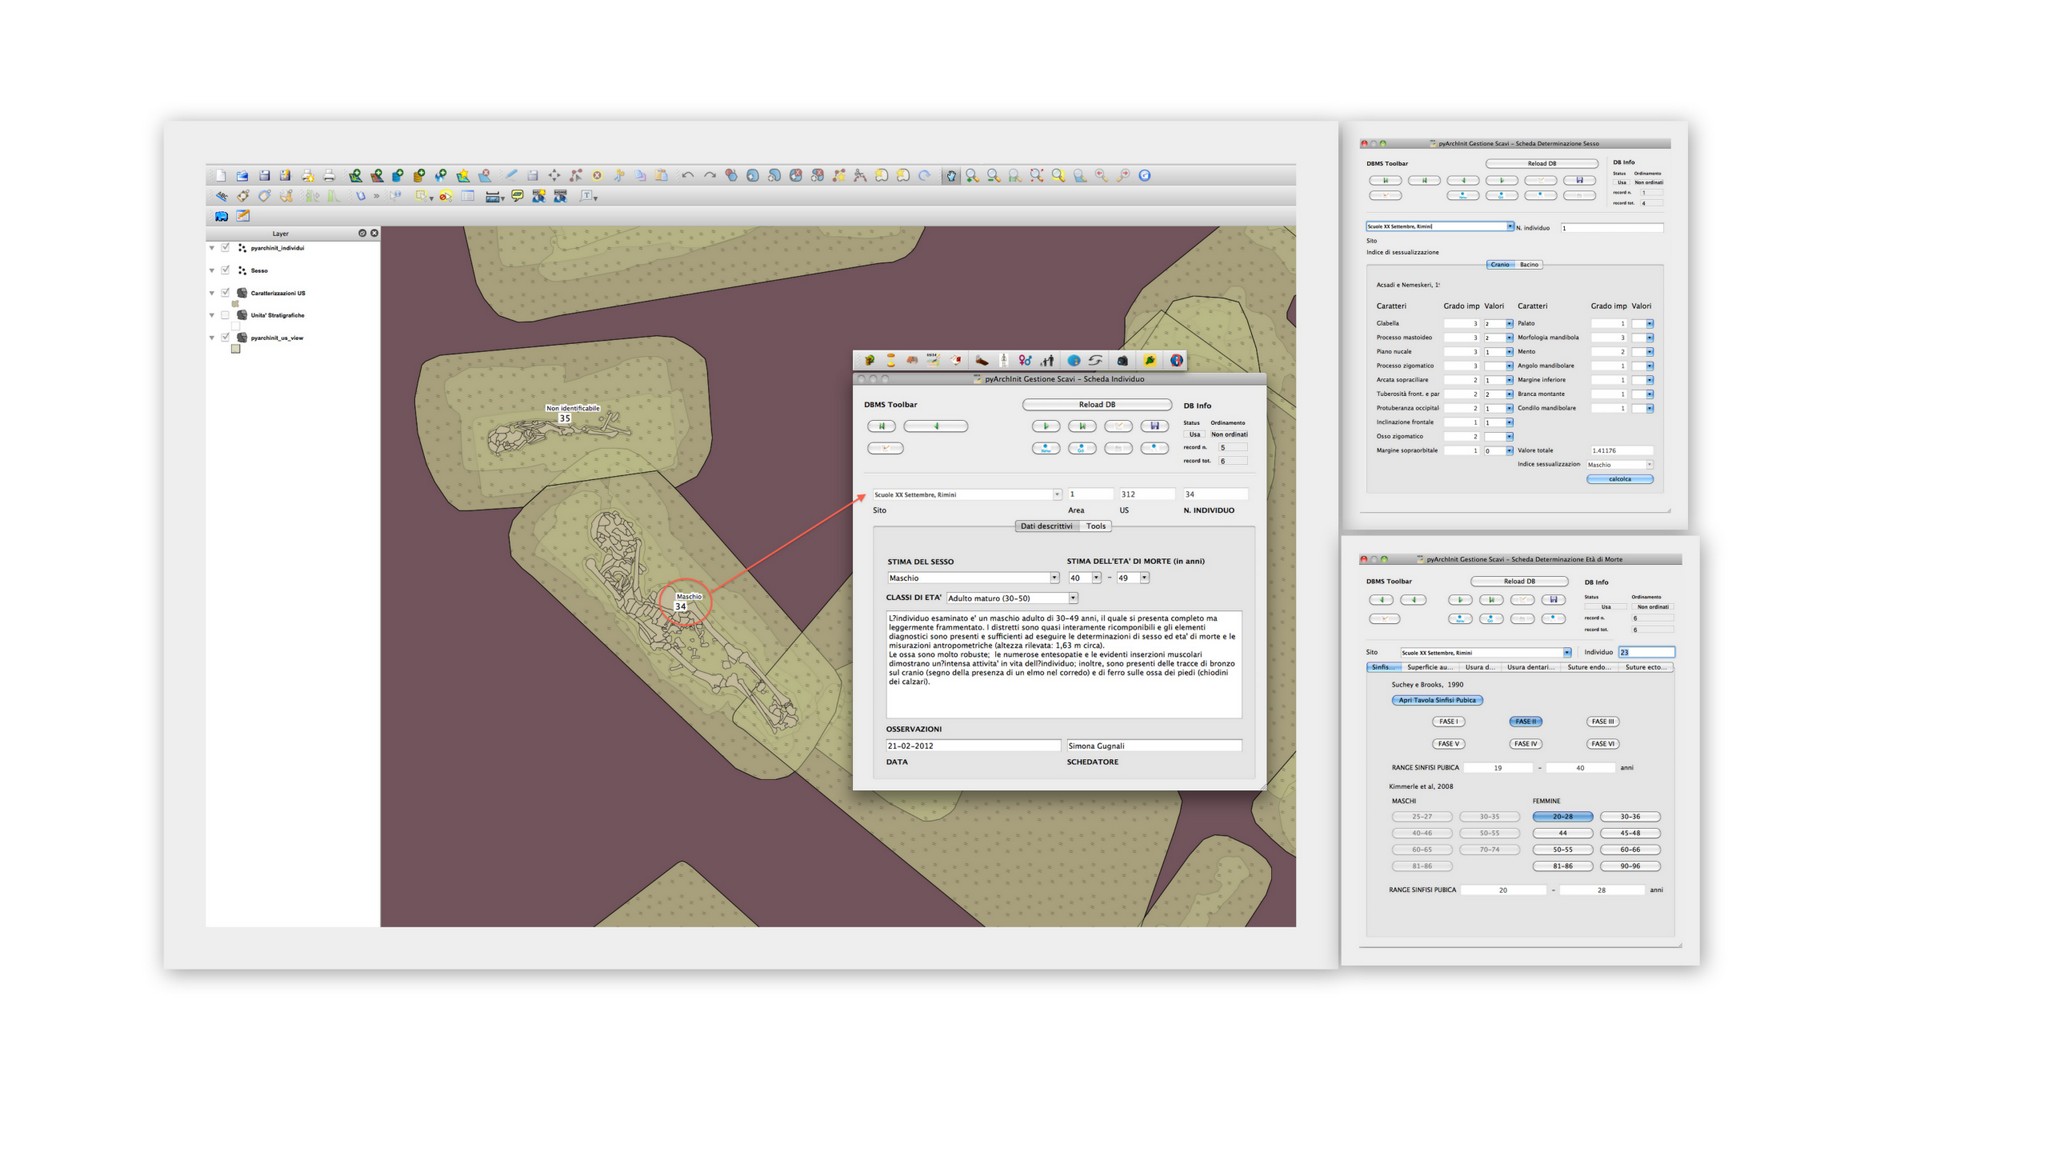 Layer
pyarchinit_individui
Sesso
Caratterizzazioni US
Unita' Stratigrafiche
pyarchinit_us_view
Non identificabile
35
Maschio
34
pyArchInit Gestione Scavi - Scheda Individuo
DBMS Toolbar
Reload DB
DB Info
Status Ordinamento
Usa Non ordinati
record n. 5
record tot. 6
Scuole XX Settembre, Rimini 1 312 34
Sito Area US N. INDIVIDUO
Dati descrittivi Tools
STIMA DEL SESSO STIMA DELL'ETA' DI MORTE (in anni)
Maschio 40 - 49
CLASSI DI ETA' Adulto maturo (30-50)
L?individuo esaminato e' un maschio adulto di 30-49 anni, il quale si presenta completo ma
leggermente frammentato. I distretti sono quasi interamente ricomponibili e gli elementi
diagnostici sono presenti e sufficienti ad eseguire le determinazioni di sesso ed eta' di morte e le
misurazioni antropometriche (altezza rilevata: 1,63 m circa).
Le ossa sono molto robuste; le numerose entesopatie e le evidenti inserzioni muscolari
dimostrano un?intensa attivita' in vita dell?individuo; inoltre, sono presenti delle tracce di bronzo
sul cranio (segno della presenza di un elmo nel corredo) e di ferro sulle ossa dei piedi (chiodini
dei calzari).
OSSERVAZIONI
21-02-2012 Simona Gugnali
DATA SCHEDATORE
pyArchInit Gestione Scavi - Scheda Determinazione Sesso
DBMS Toolbar
Reload DB
DB Info
Status Ordinamento
Usa Non ordinati
record n. 1
record tot. 4
Scuole XX Settembre, Rimini N. individuo 1
Sito
Indice di sessualizzazione
Cranio Bacino
Acsadi e Nemeskeri, 1
Caratteri Grado imp Valori Caratteri Grado imp Valori
Glabella 3 2 Palato 1
Processo mastoideo 3 2 Morfologia mandibola 3
Piano nucale 3 1 Mento 2
Processo zigomatico 3 Angolo mandibolare 1
Arcata sopraciliare 2 1 Margine inferiore 1
Tuberosità front. e par 2 2 Branca montante 1
Protuberanza occipital 2 1 Condilo mandibolare 1
Inclinazione frontale 1 1
Osso zigomatico 2
Margine sopraorbitale 1 0 Valore totale 1.41176
Indice sessualizzazion Maschio
calcolca
pyArchInit Gestione Scavi - Scheda Determinazione Età di Morte
DBMS Toolbar
Reload DB
DB Info
Status Ordinamento
Usa Non ordinati
record n. 6
record tot. 6
Sito Scuole XX Settembre, Rimini Individuo 23
Sinfis... Superficie au... Usura d... Usura dentari... Suture endo... Suture ecto...
Suchey e Brooks, 1990
Apri Tavola Sinfisi Pubica
FASE I FASE II FASE III
FASE V FASE IV FASE VI
RANGE SINFISI PUBICA 19 - 40 anni
Kimmerle et al, 2008
MASCHI FEMMINE
25-27 30-35 20-28 30-36
40-46 50-55 44 45-48
60-65 70-74 50-55 60-66
81-86 81-86 90-96
RANGE SINFISI PUBICA 20 - 28 anni